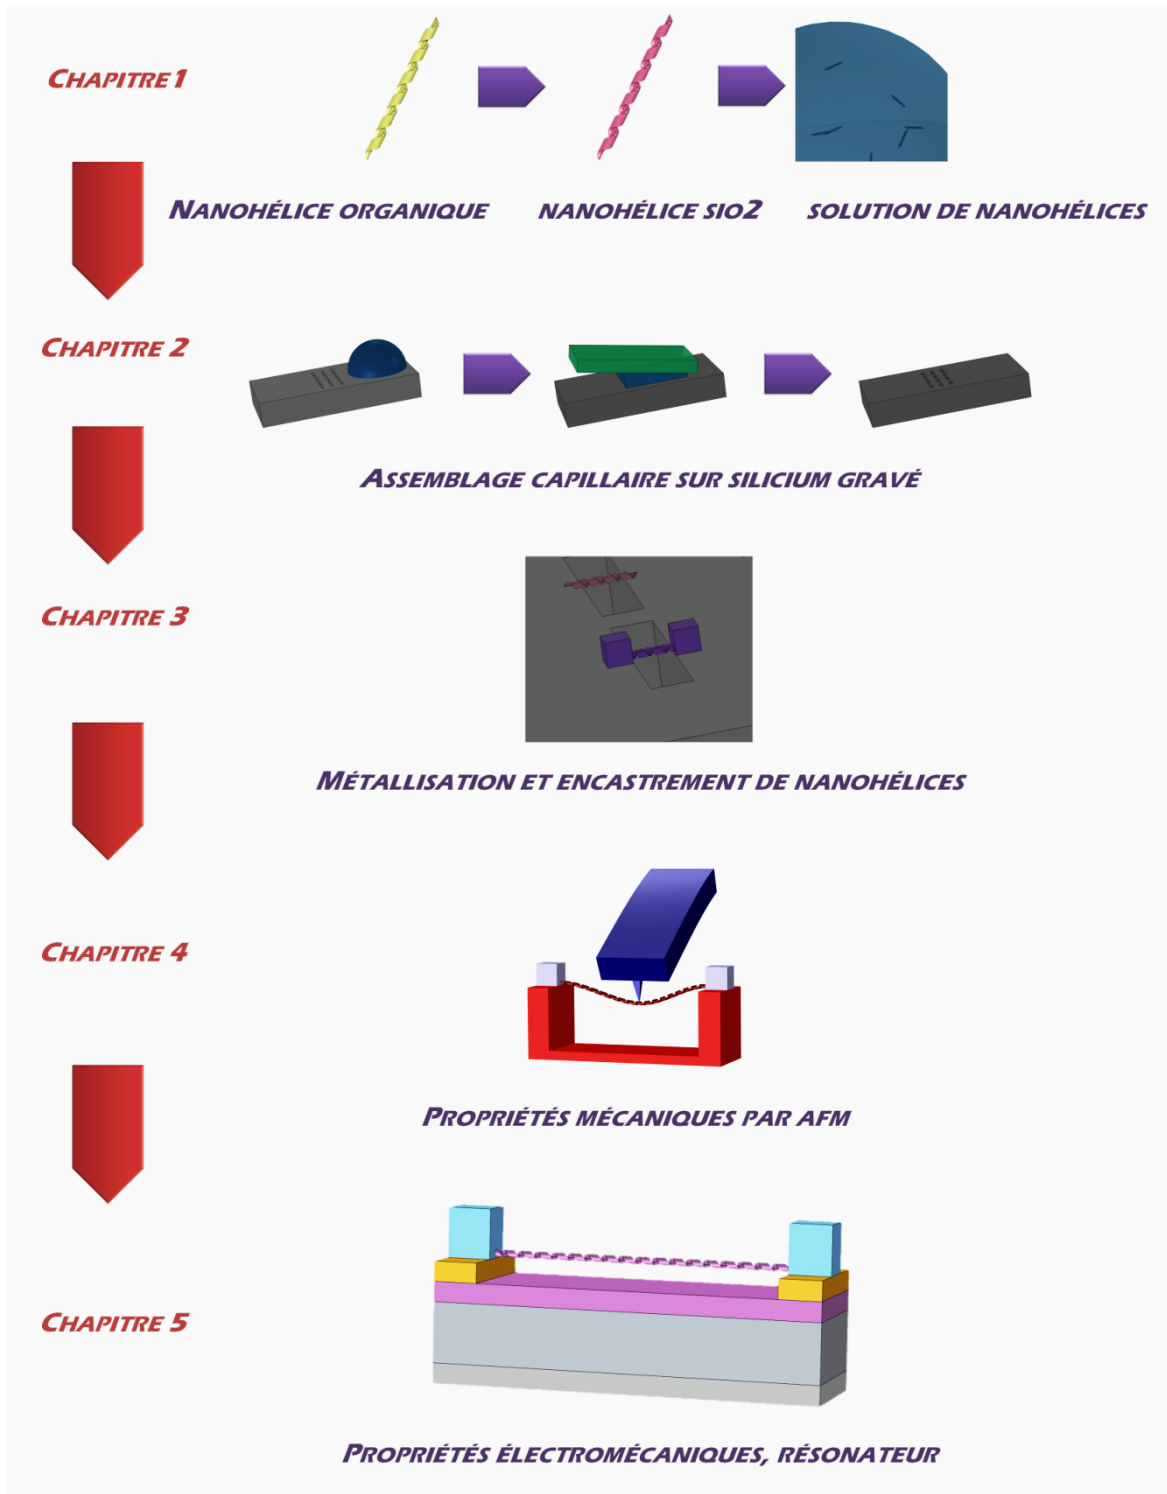 Chapitre 1
Nanohélice organique
nanohélice sio2
solution de nanohélices
Chapitre 2
Assemblage capillaire sur silicium gravé
Chapitre 3
Métallisation et encastrement de nanohélices
Chapitre 4
Propriétés mécaniques par afm
Chapitre 5
Propriétés électromécaniques, résonateur